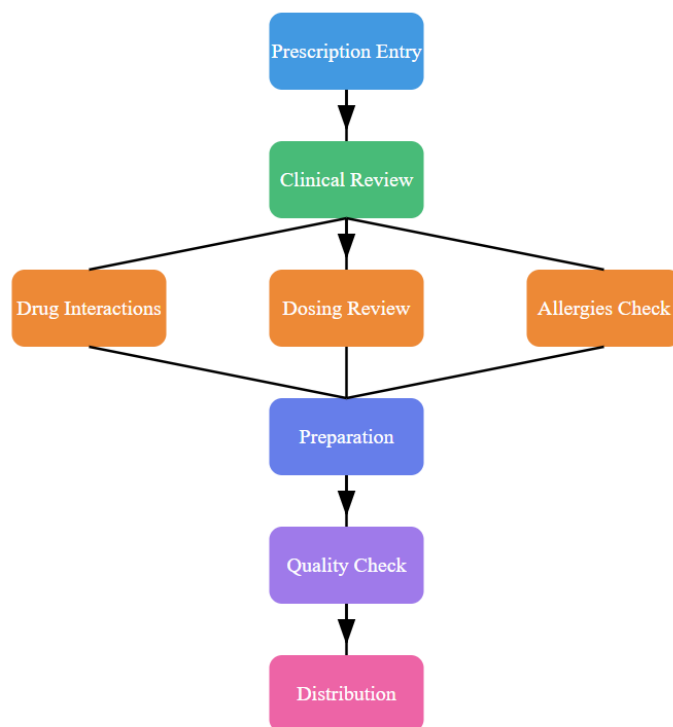 Prescription Entry
Clinical Review
Drug Interactions
Dosing Review
Allergies Check
Preparation
Quality Check
Distribution